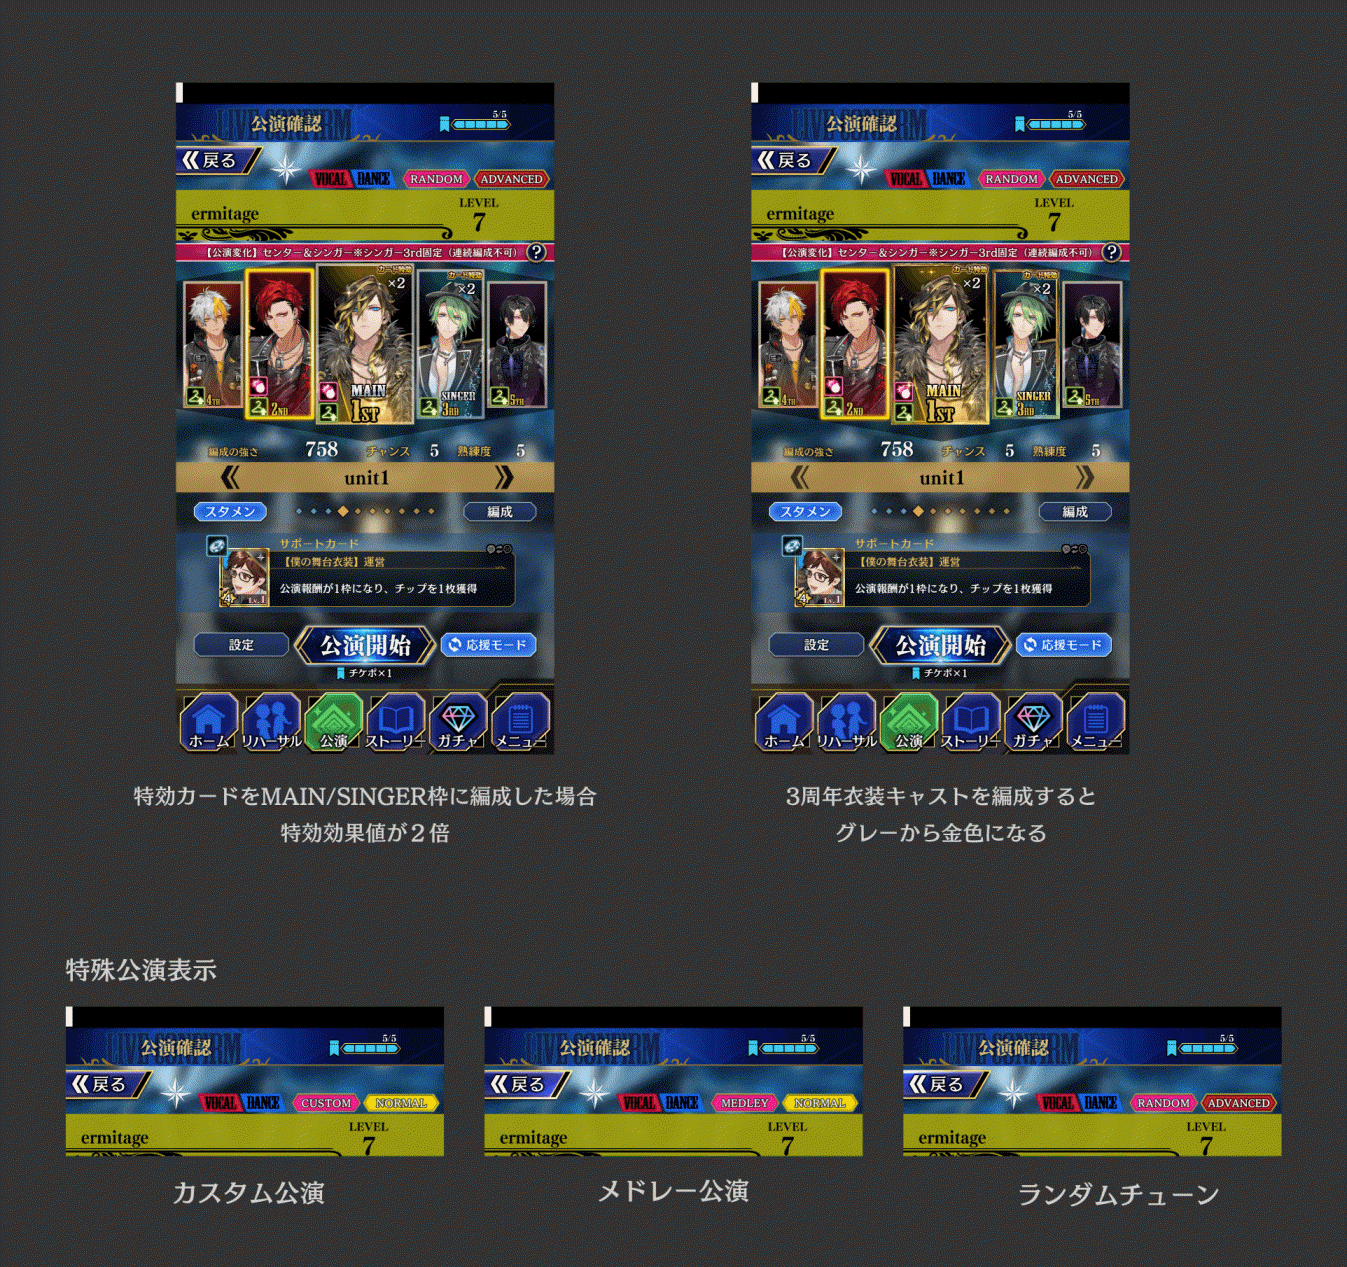 LIVE CONFIRM
公演確認
5/5
戻る
VOCAL DANCE RANDOM ADVANCED
ermitage
LEVEL
7
【公演変化】センター＆シンガー※シンガー3rd固定（連続編成不可） ?
カード特効
×2
カード特効
×2
4TH
2ND
MAIN
1ST
SINGER
3RD
5TH
編成の強さ 758 チャンス 5 熟練度 5
unit1
スタメン
編成
サポートカード
【僕の舞台衣装】運営
公演報酬が1枠になり、チップを1枚獲得
4 Lv.1
設定
公演開始
応援モード
チケボ×1
ホーム リハーサル 公演 ストーリー ガチャ メニュー
特効カードをMAIN/SINGER枠に編成した場合
特効効果値が２倍
LIVE CONFIRM
公演確認
5/5
戻る
VOCAL DANCE RANDOM ADVANCED
ermitage
LEVEL
7
【公演変化】センター＆シンガー※シンガー3rd固定（連続編成不可） ?
カード特効
×2
カード特効
×2
4TH
2ND
MAIN
1ST
SINGER
3RD
5TH
編成の強さ 758 チャンス 5 熟練度 5
unit1
スタメン
編成
サポートカード
【僕の舞台衣装】運営
公演報酬が1枠になり、チップを1枚獲得
4 Lv.1
設定
公演開始
応援モード
チケボ×1
ホーム リハーサル 公演 ストーリー ガチャ メニュー
3周年衣装キャストを編成すると
グレーから金色になる
特殊公演表示
LIVE CONFIRM
公演確認
5/5
戻る
VOCAL DANCE CUSTOM NORMAL
ermitage
LEVEL
7
カスタム公演
LIVE CONFIRM
公演確認
5/5
戻る
VOCAL DANCE MEDLEY NORMAL
ermitage
LEVEL
7
メドレー公演
LIVE CONFIRM
公演確認
5/5
戻る
VOCAL DANCE RANDOM ADVANCED
ermitage
LEVEL
7
ランダムチューン